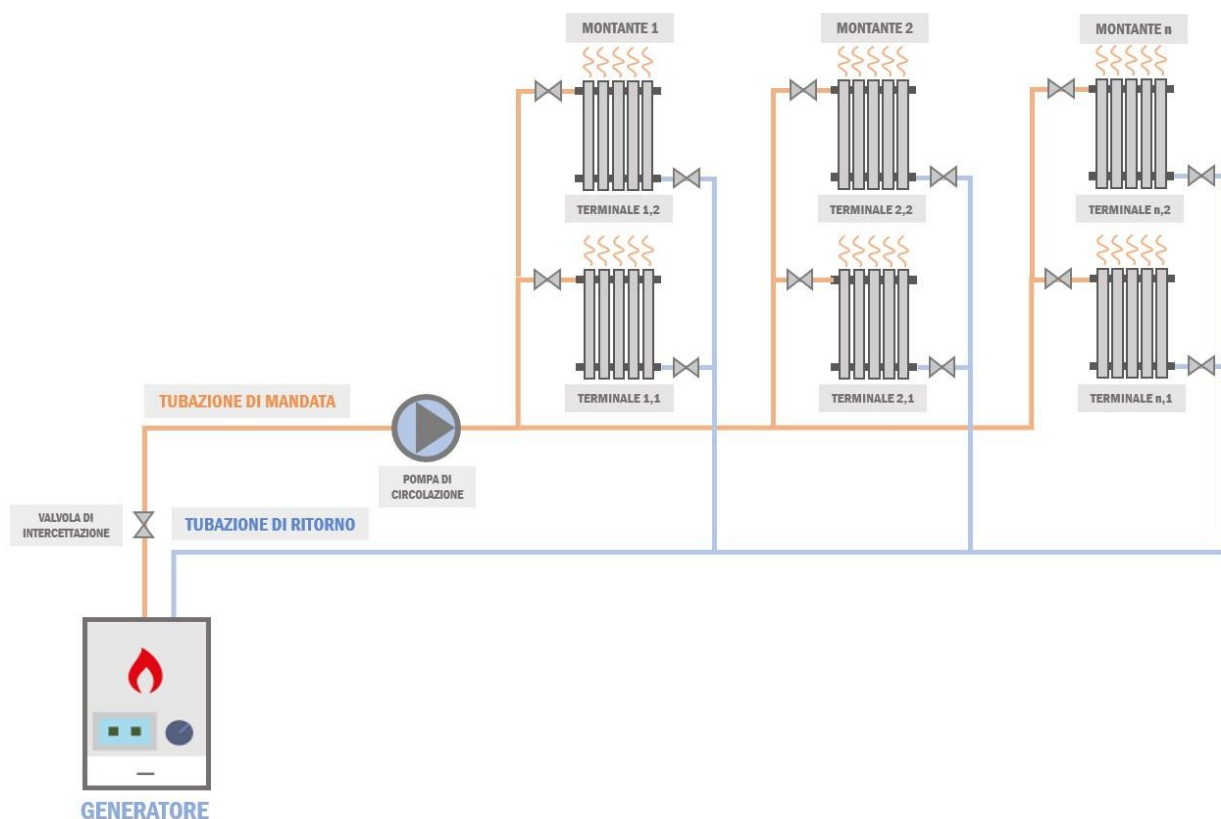 MONTANTE 1
MONTANTE 2
MONTANTE n
TERMINALE 1,2
TERMINALE 2,2
TERMINALE n,2
TERMINALE 1,1
TERMINALE 2,1
TERMINALE n,1
TUBAZIONE DI MANDATA
POMPA DI
CIRCOLAZIONE
VALVOLA DI
INTERCETTAZIONE
TUBAZIONE DI RITORNO
GENERATORE